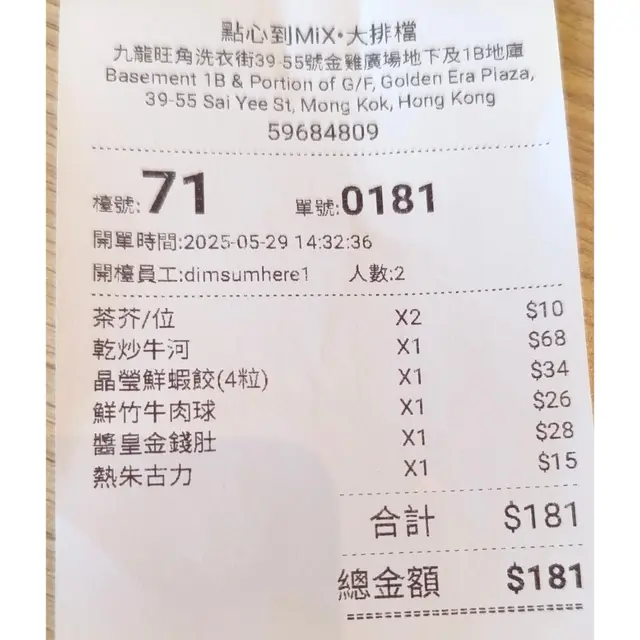 點心到MiX•大排檔
九龍旺角洗衣街39-55號金雞廣場地下及1B地庫
Basement 1B & Portion of G/F, Golden Era Plaza,
39-55 Sai Yee St, Mong Kok, Hong Kong
59684809
檯號:71 單號:0181
開單時間:2025-05-29 14:32:36
開檯員工:dimsumhere1 人數:2
茶芥/位 X2 $10
乾炒牛河 X1 $68
晶瑩鮮蝦餃(4粒) X1 $34
鮮竹牛肉球 X1 $26
醬皇金錢肚 X1 $28
熱朱古力 X1 $15
合計 $181
總金額 $181